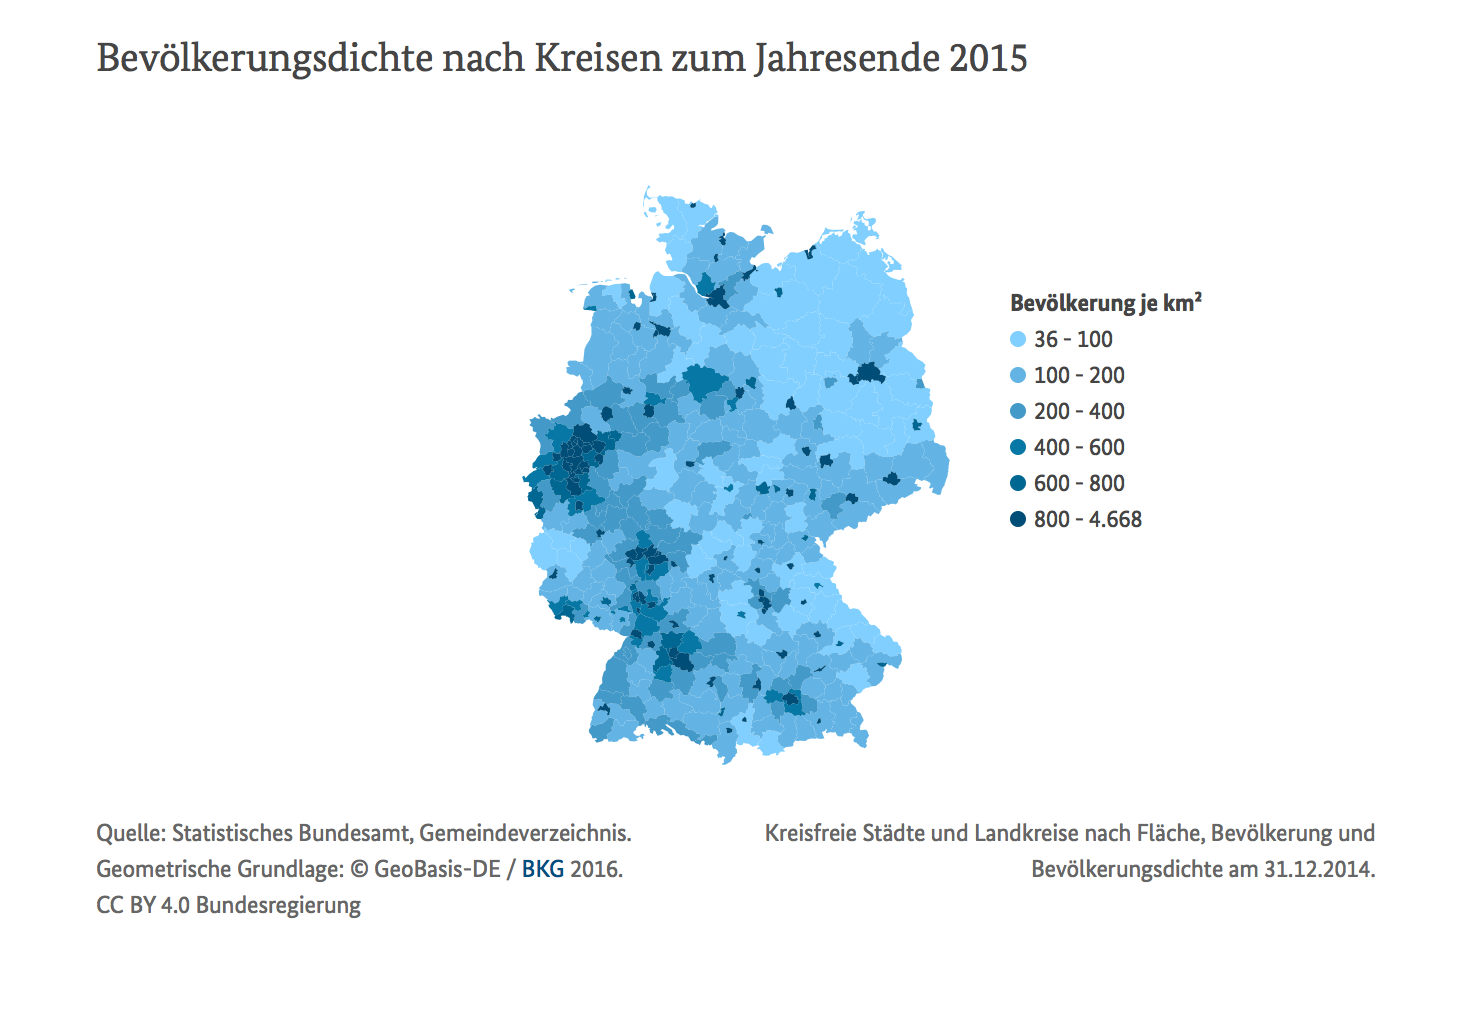 Bevölkerungsdichte nach Kreisen zum Jahresende 2015
Bevölkerung je km²
36 - 100
100 - 200
200 - 400
400 - 600
600 - 800
800 - 4.668
Quelle: Statistisches Bundesamt, Gemeindeverzeichnis.
Geometrische Grundlage: © GeoBasis-DE / BKG 2016.
CC BY 4.0 Bundesregierung
Kreisfreie Städte und Landkreise nach Fläche, Bevölkerung und
Bevölkerungsdichte am 31.12.2014.